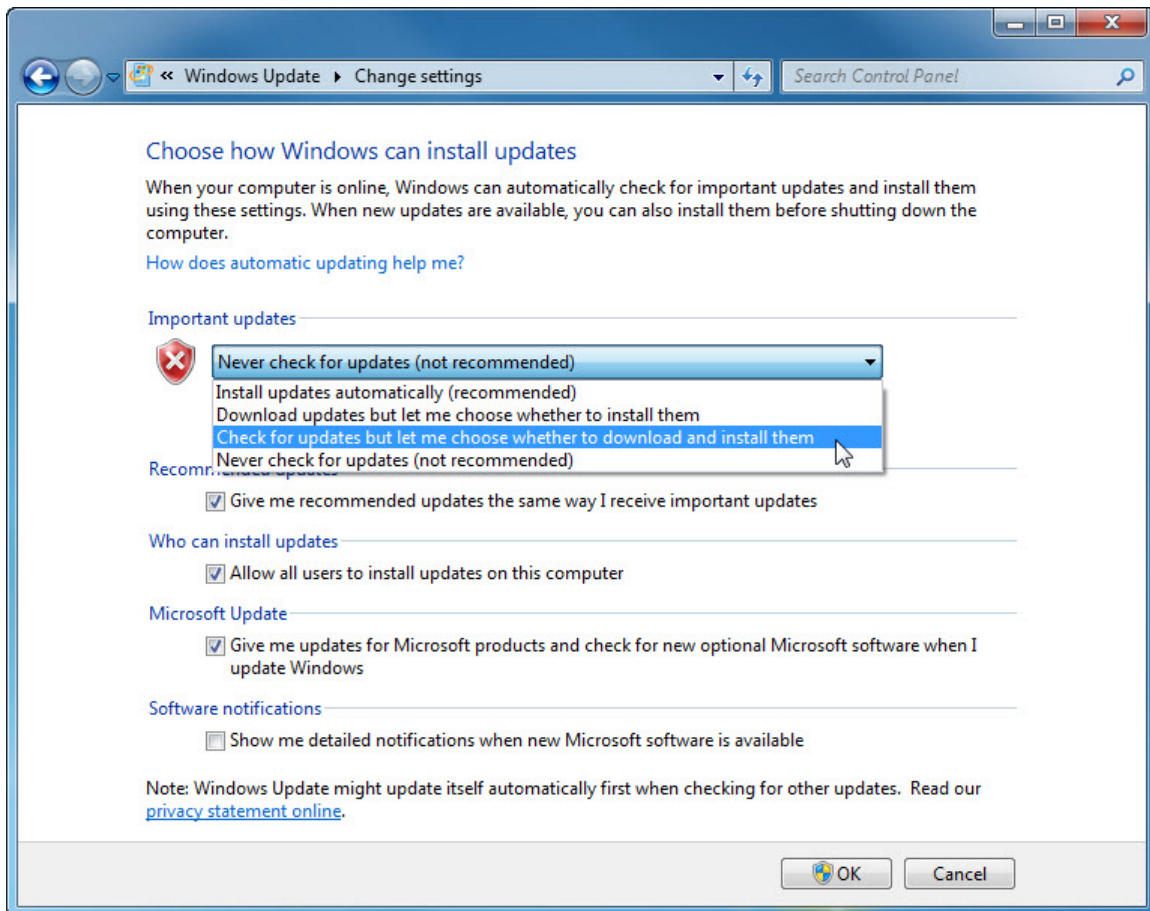 « Windows Update ▸ Change settings
Search Control Panel
Choose how Windows can install updates
When your computer is online, Windows can automatically check for important updates and install them
using these settings. When new updates are available, you can also install them before shutting down the
computer.
How does automatic updating help me?
Important updates
Never check for updates (not recommended)
Install updates automatically (recommended)
Download updates but let me choose whether to install them
Check for updates but let me choose whether to download and install them
Never check for updates (not recommended)
Recommended updates
Give me recommended updates the same way I receive important updates
Who can install updates
Allow all users to install updates on this computer
Microsoft Update
Give me updates for Microsoft products and check for new optional Microsoft software when I
update Windows
Software notifications
Show me detailed notifications when new Microsoft software is available
Note: Windows Update might update itself automatically first when checking for other updates.  Read our
privacy statement online.
OK
Cancel